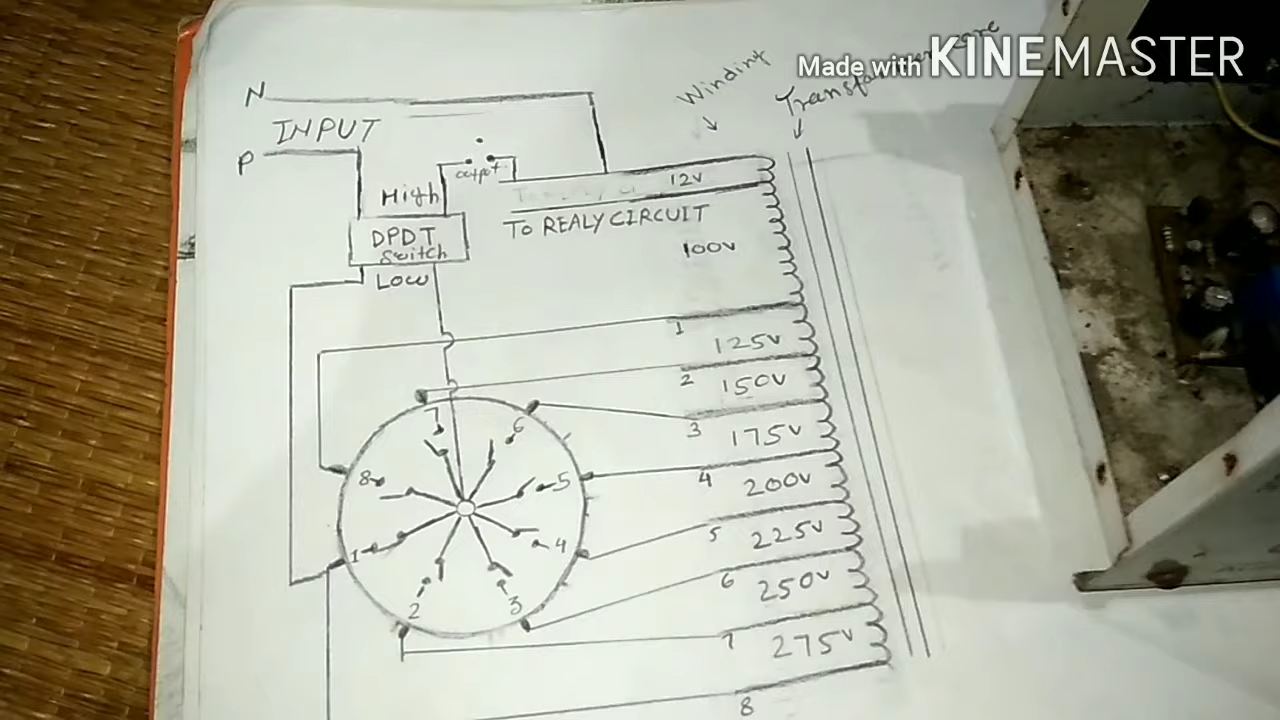 Made with KINEMASTER
Winding
Transformer core
N
INPUT
P
High
output
12V
DPDT
Switch
TO REALY CIRCUIT
Low
100V
1
125V
2
150V
3
175V
4
200V
5
225V
6
250V
7
275V
8
7
6
8
5
1
4
2
3